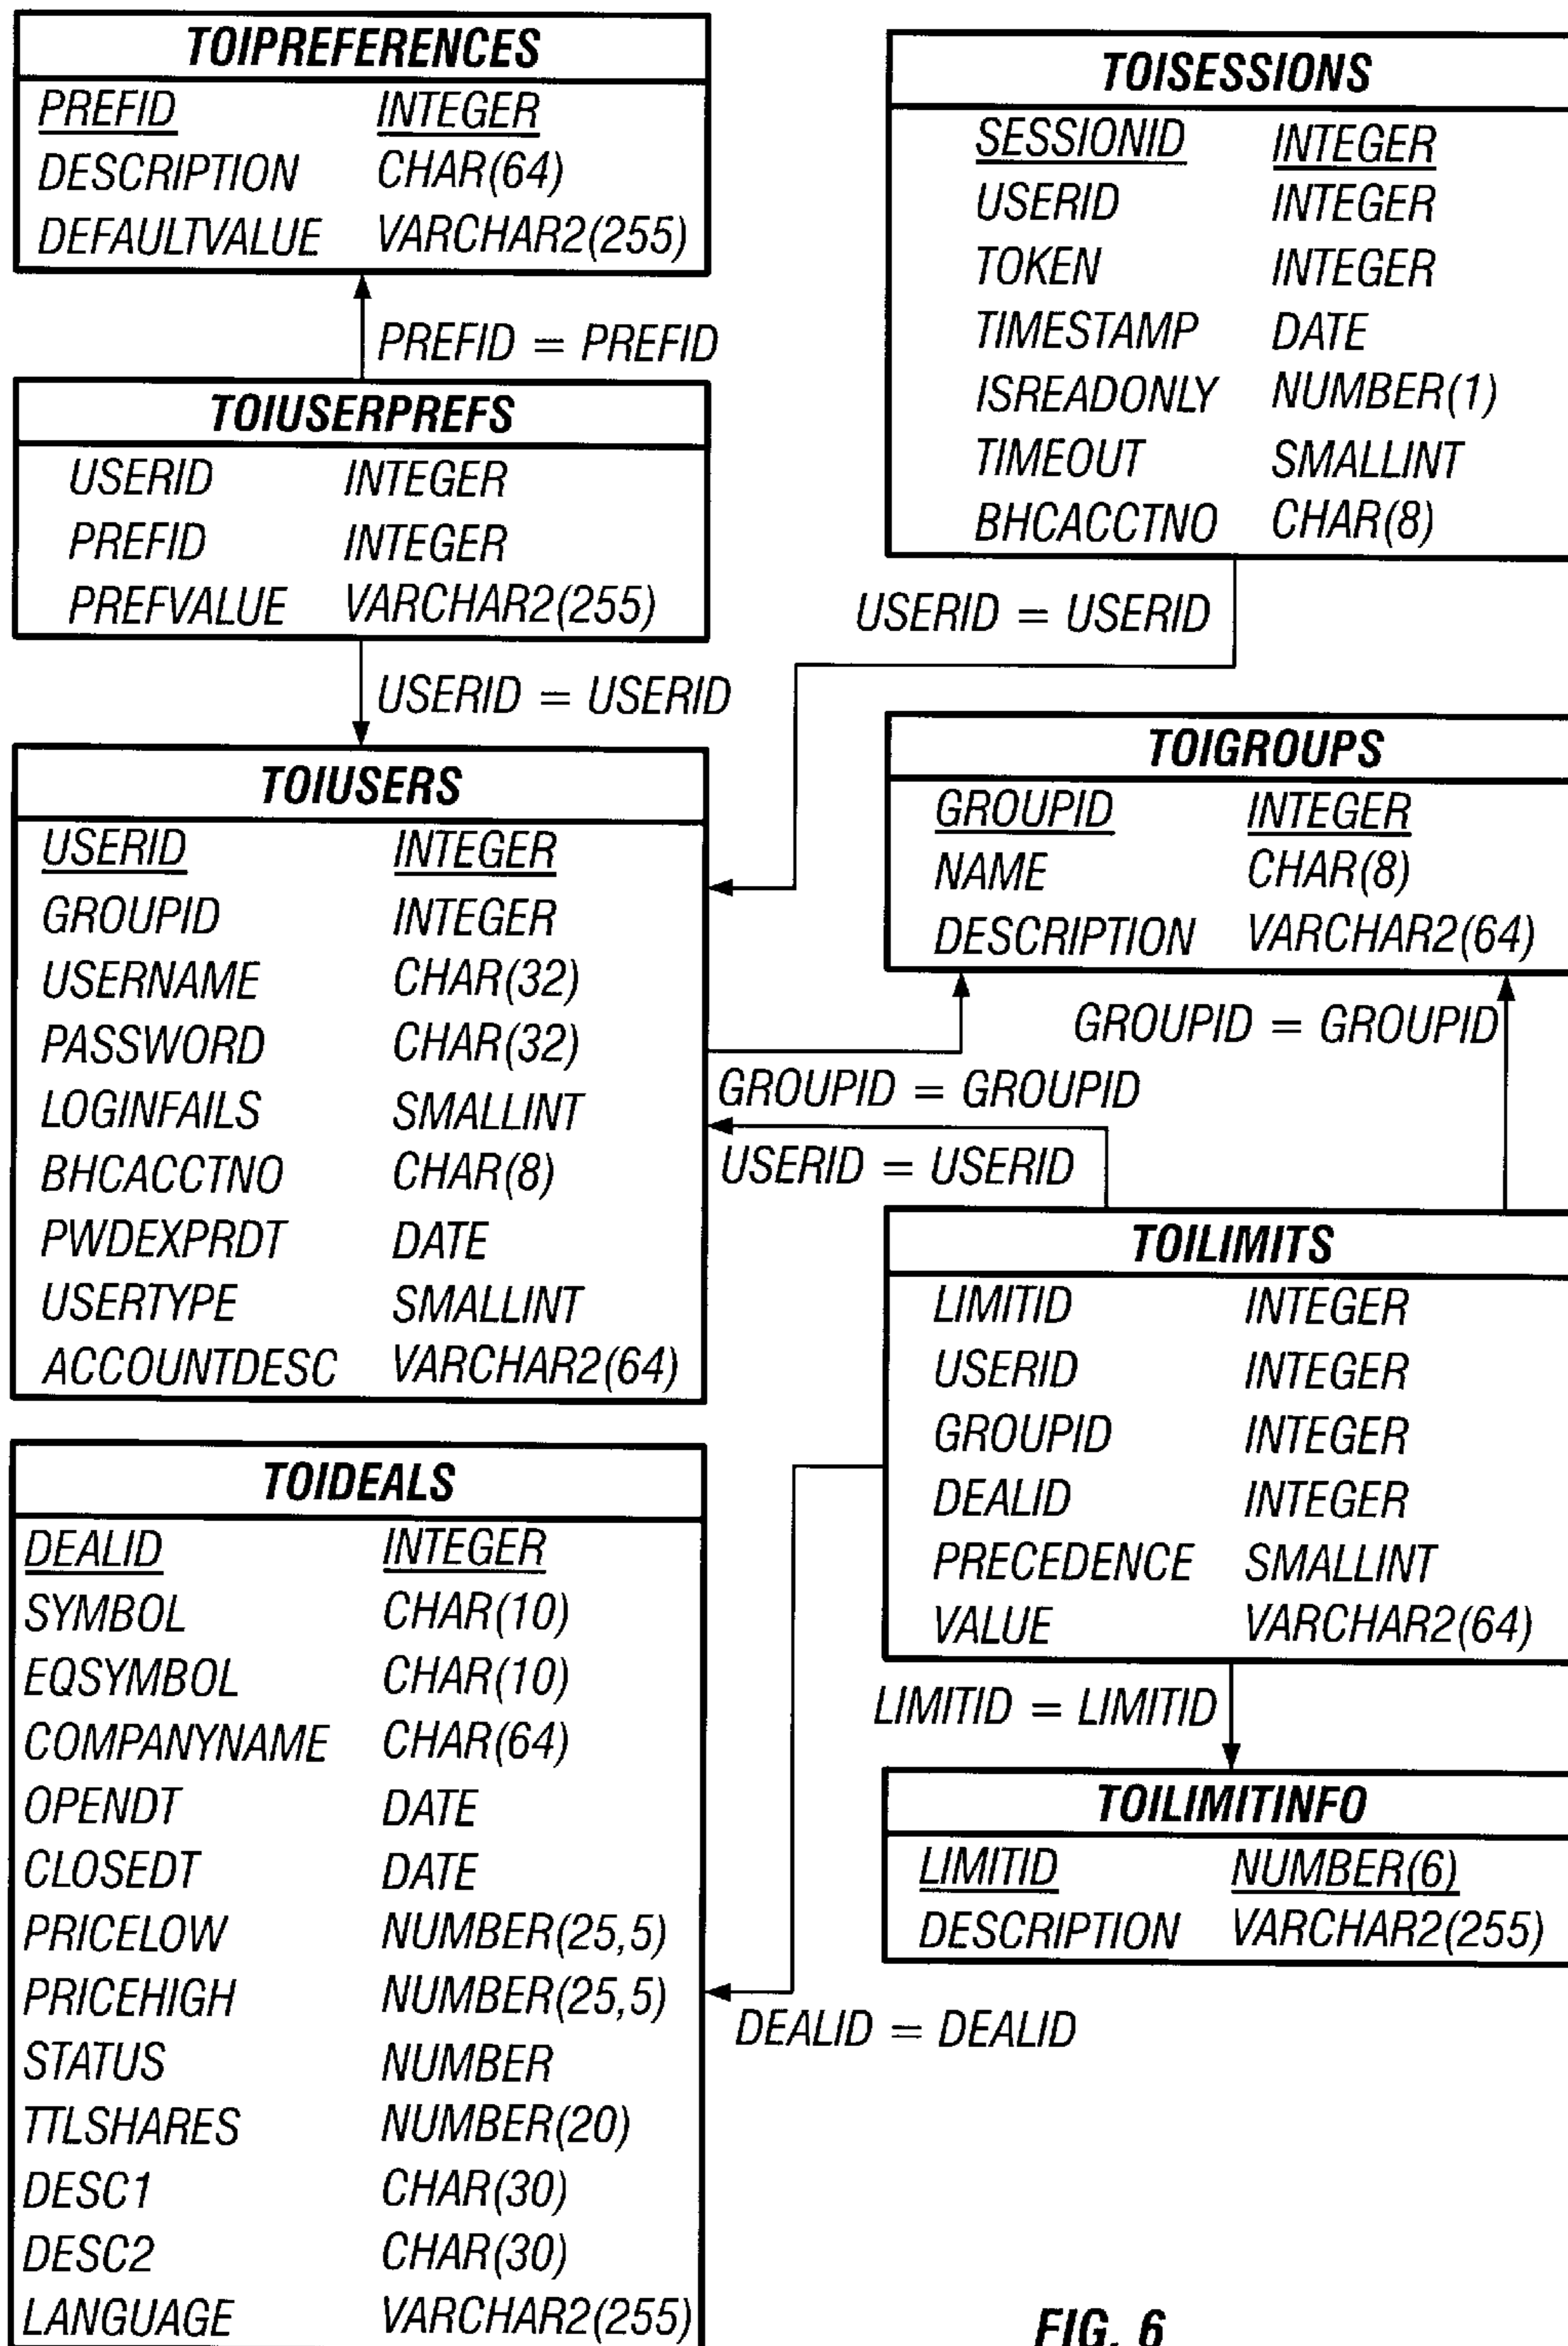 TOIPREFERENCES
PREFID INTEGER
DESCRIPTION CHAR(64)
DEFAULTVALUE VARCHAR2(255)
PREFID = PREFID
TOIUSERPREFS
USERID INTEGER
PREFID INTEGER
PREFVALUE VARCHAR2(255)
USERID = USERID
TOIUSERS
USERID INTEGER
GROUPID INTEGER
USERNAME CHAR(32)
PASSWORD CHAR(32)
LOGINFAILS SMALLINT
BHCACCTNO CHAR(8)
PWDEXPRDT DATE
USERTYPE SMALLINT
ACCOUNTDESC VARCHAR2(64)
TOIDEALS
DEALID INTEGER
SYMBOL CHAR(10)
EQSYMBOL CHAR(10)
COMPANYNAME CHAR(64)
OPENDT DATE
CLOSEDT DATE
PRICELOW NUMBER(25,5)
PRICEHIGH NUMBER(25,5)
STATUS NUMBER
TTLSHARES NUMBER(20)
DESC1 CHAR(30)
DESC2 CHAR(30)
LANGUAGE VARCHAR2(255)
TOISESSIONS
SESSIONID INTEGER
USERID INTEGER
TOKEN INTEGER
TIMESTAMP DATE
ISREADONLY NUMBER(1)
TIMEOUT SMALLINT
BHCACCTNO CHAR(8)
USERID = USERID
TOIGROUPS
GROUPID INTEGER
NAME CHAR(8)
DESCRIPTION VARCHAR2(64)
GROUPID = GROUPID
GROUPID = GROUPID
USERID = USERID
TOILIMITS
LIMITID INTEGER
USERID INTEGER
GROUPID INTEGER
DEALID INTEGER
PRECEDENCE SMALLINT
VALUE VARCHAR2(64)
LIMITID = LIMITID
TOILIMITINFO
LIMITID NUMBER(6)
DESCRIPTION VARCHAR2(255)
DEALID = DEALID
FIG. 6